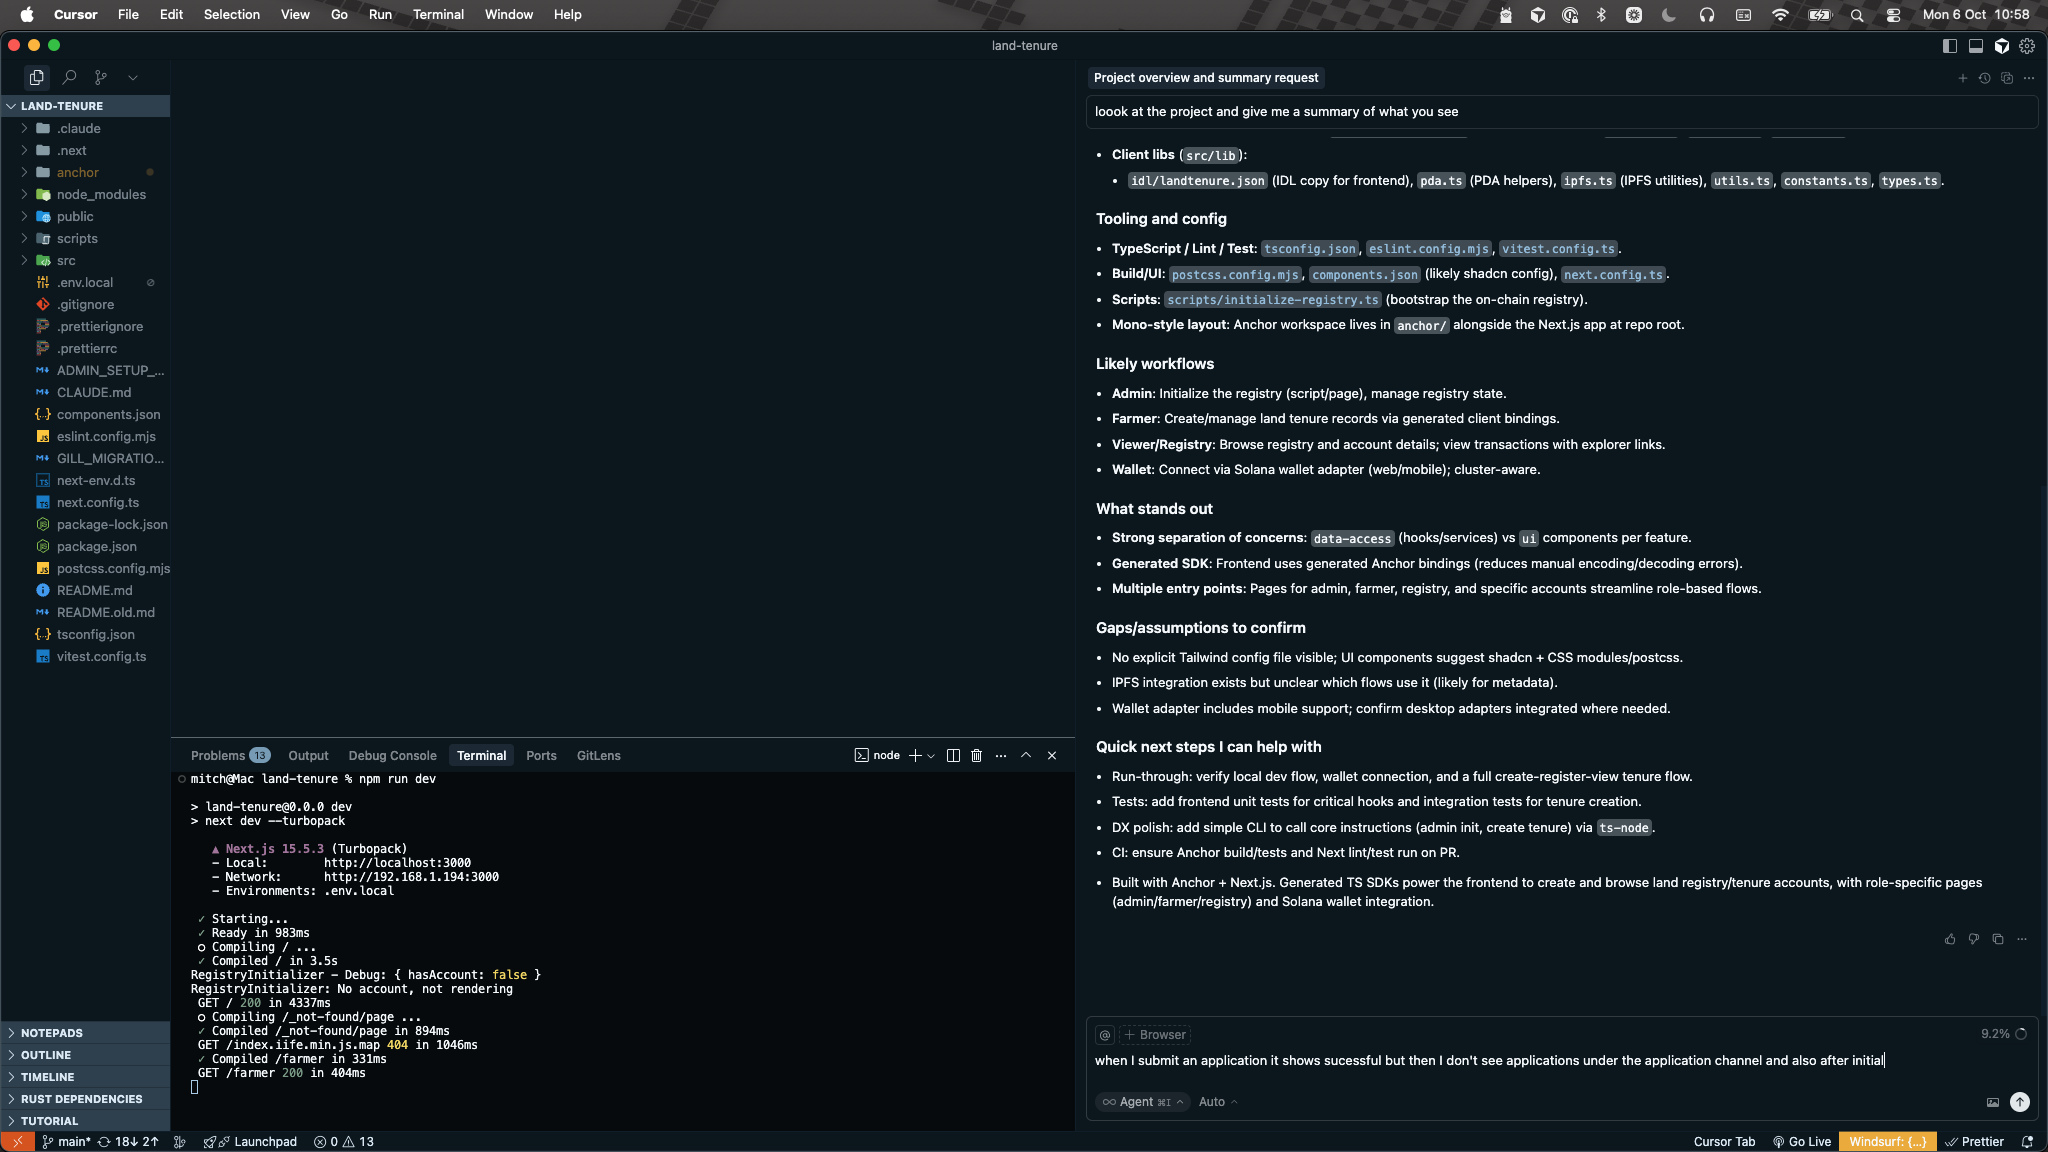 Cursor File Edit Selection View Go Run Terminal Window Help
Mon 6 Oct 10:58
land-tenure
LAND-TENURE
.claude
.next
anchor
node_modules
public
scripts
src
.env.local
.gitignore
.prettierignore
.prettierrc
ADMIN_SETUP_...
CLAUDE.md
components.json
eslint.config.mjs
GILL_MIGRATIO...
next-env.d.ts
next.config.ts
package-lock.json
package.json
postcss.config.mjs
README.md
README.old.md
tsconfig.json
vitest.config.ts
NOTEPADS
OUTLINE
TIMELINE
RUST DEPENDENCIES
TUTORIAL
Problems 13 Output Debug Console Terminal Ports GitLens
node
mitch@Mac land-tenure % npm run dev
> land-tenure@0.0.0 dev
> next dev --turbopack
▲ Next.js 15.5.3 (Turbopack)
- Local: http://localhost:3000
- Network: http://192.168.1.194:3000
- Environments: .env.local
✓ Starting...
✓ Ready in 983ms
○ Compiling / ...
✓ Compiled / in 3.5s
RegistryInitializer - Debug: { hasAccount: false }
RegistryInitializer: No account, not rendering
GET / 200 in 4337ms
○ Compiling /_not-found/page ...
✓ Compiled /_not-found/page in 894ms
GET /index.iife.min.js.map 404 in 1046ms
✓ Compiled /farmer in 331ms
GET /farmer 200 in 404ms
Project overview and summary request
loook at the project and give me a summary of what you see
• Client libs (src/lib):
• idl/landtenure.json (IDL copy for frontend), pda.ts (PDA helpers), ipfs.ts (IPFS utilities), utils.ts, constants.ts, types.ts.
Tooling and config
• TypeScript / Lint / Test: tsconfig.json, eslint.config.mjs, vitest.config.ts.
• Build/UI: postcss.config.mjs, components.json (likely shadcn config), next.config.ts.
• Scripts: scripts/initialize-registry.ts (bootstrap the on-chain registry).
• Mono-style layout: Anchor workspace lives in anchor/ alongside the Next.js app at repo root.
Likely workflows
• Admin: Initialize the registry (script/page), manage registry state.
• Farmer: Create/manage land tenure records via generated client bindings.
• Viewer/Registry: Browse registry and account details; view transactions with explorer links.
• Wallet: Connect via Solana wallet adapter (web/mobile); cluster-aware.
What stands out
• Strong separation of concerns: data-access (hooks/services) vs ui components per feature.
• Generated SDK: Frontend uses generated Anchor bindings (reduces manual encoding/decoding errors).
• Multiple entry points: Pages for admin, farmer, registry, and specific accounts streamline role-based flows.
Gaps/assumptions to confirm
• No explicit Tailwind config file visible; UI components suggest shadcn + CSS modules/postcss.
• IPFS integration exists but unclear which flows use it (likely for metadata).
• Wallet adapter includes mobile support; confirm desktop adapters integrated where needed.
Quick next steps I can help with
• Run-through: verify local dev flow, wallet connection, and a full create-register-view tenure flow.
• Tests: add frontend unit tests for critical hooks and integration tests for tenure creation.
• DX polish: add simple CLI to call core instructions (admin init, create tenure) via ts-node.
• CI: ensure Anchor build/tests and Next lint/test run on PR.
• Built with Anchor + Next.js. Generated TS SDKs power the frontend to create and browse land registry/tenure accounts, with role-specific pages
(admin/farmer/registry) and Solana wallet integration.
@ + Browser
9.2%
when I submit an application it shows sucessful but then I don't see applications under the application channel and also after initial
Agent ⌘I Auto
main* 18↓ 2↑ Launchpad 0 13
Cursor Tab Go Live Windsurf: {...} Prettier